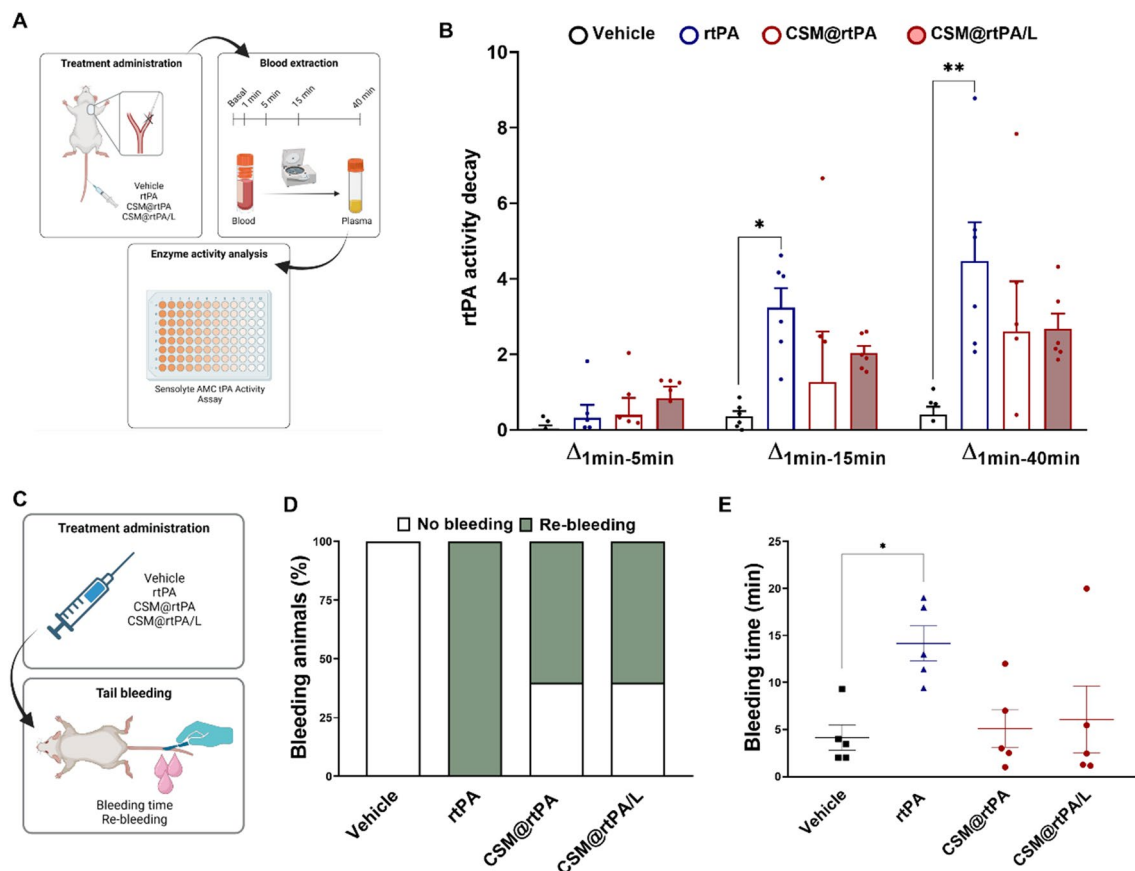 A
Treatment administration
Vehicle
rtPA
CSM@rtPA
CSM@rtPA/L
Blood extraction
Basal
1 min
5 min
15 min
40 min
Blood
Plasma
Enzyme activity analysis
Sensolyte AMC tPA Activity
Assay
B
Vehicle rtPA CSM@rtPA CSM@rtPA/L
rtPA activity decay
10
8
6
4
2
0
*
**
Δ1min-5min
Δ1min-15min
Δ1min-40min
C
Treatment administration
Vehicle
rtPA
CSM@rtPA
CSM@rtPA/L
Tail bleeding
Bleeding time
Re-bleeding
D
No bleeding Re-bleeding
Bleeding animals (%)
100
75
50
25
0
Vehicle
rtPA
CSM@rtPA
CSM@rtPA/L
E
Bleeding time (min)
25
20
15
10
5
0
*
Vehicle
rtPA
CSM@rtPA
CSM@rtPA/L